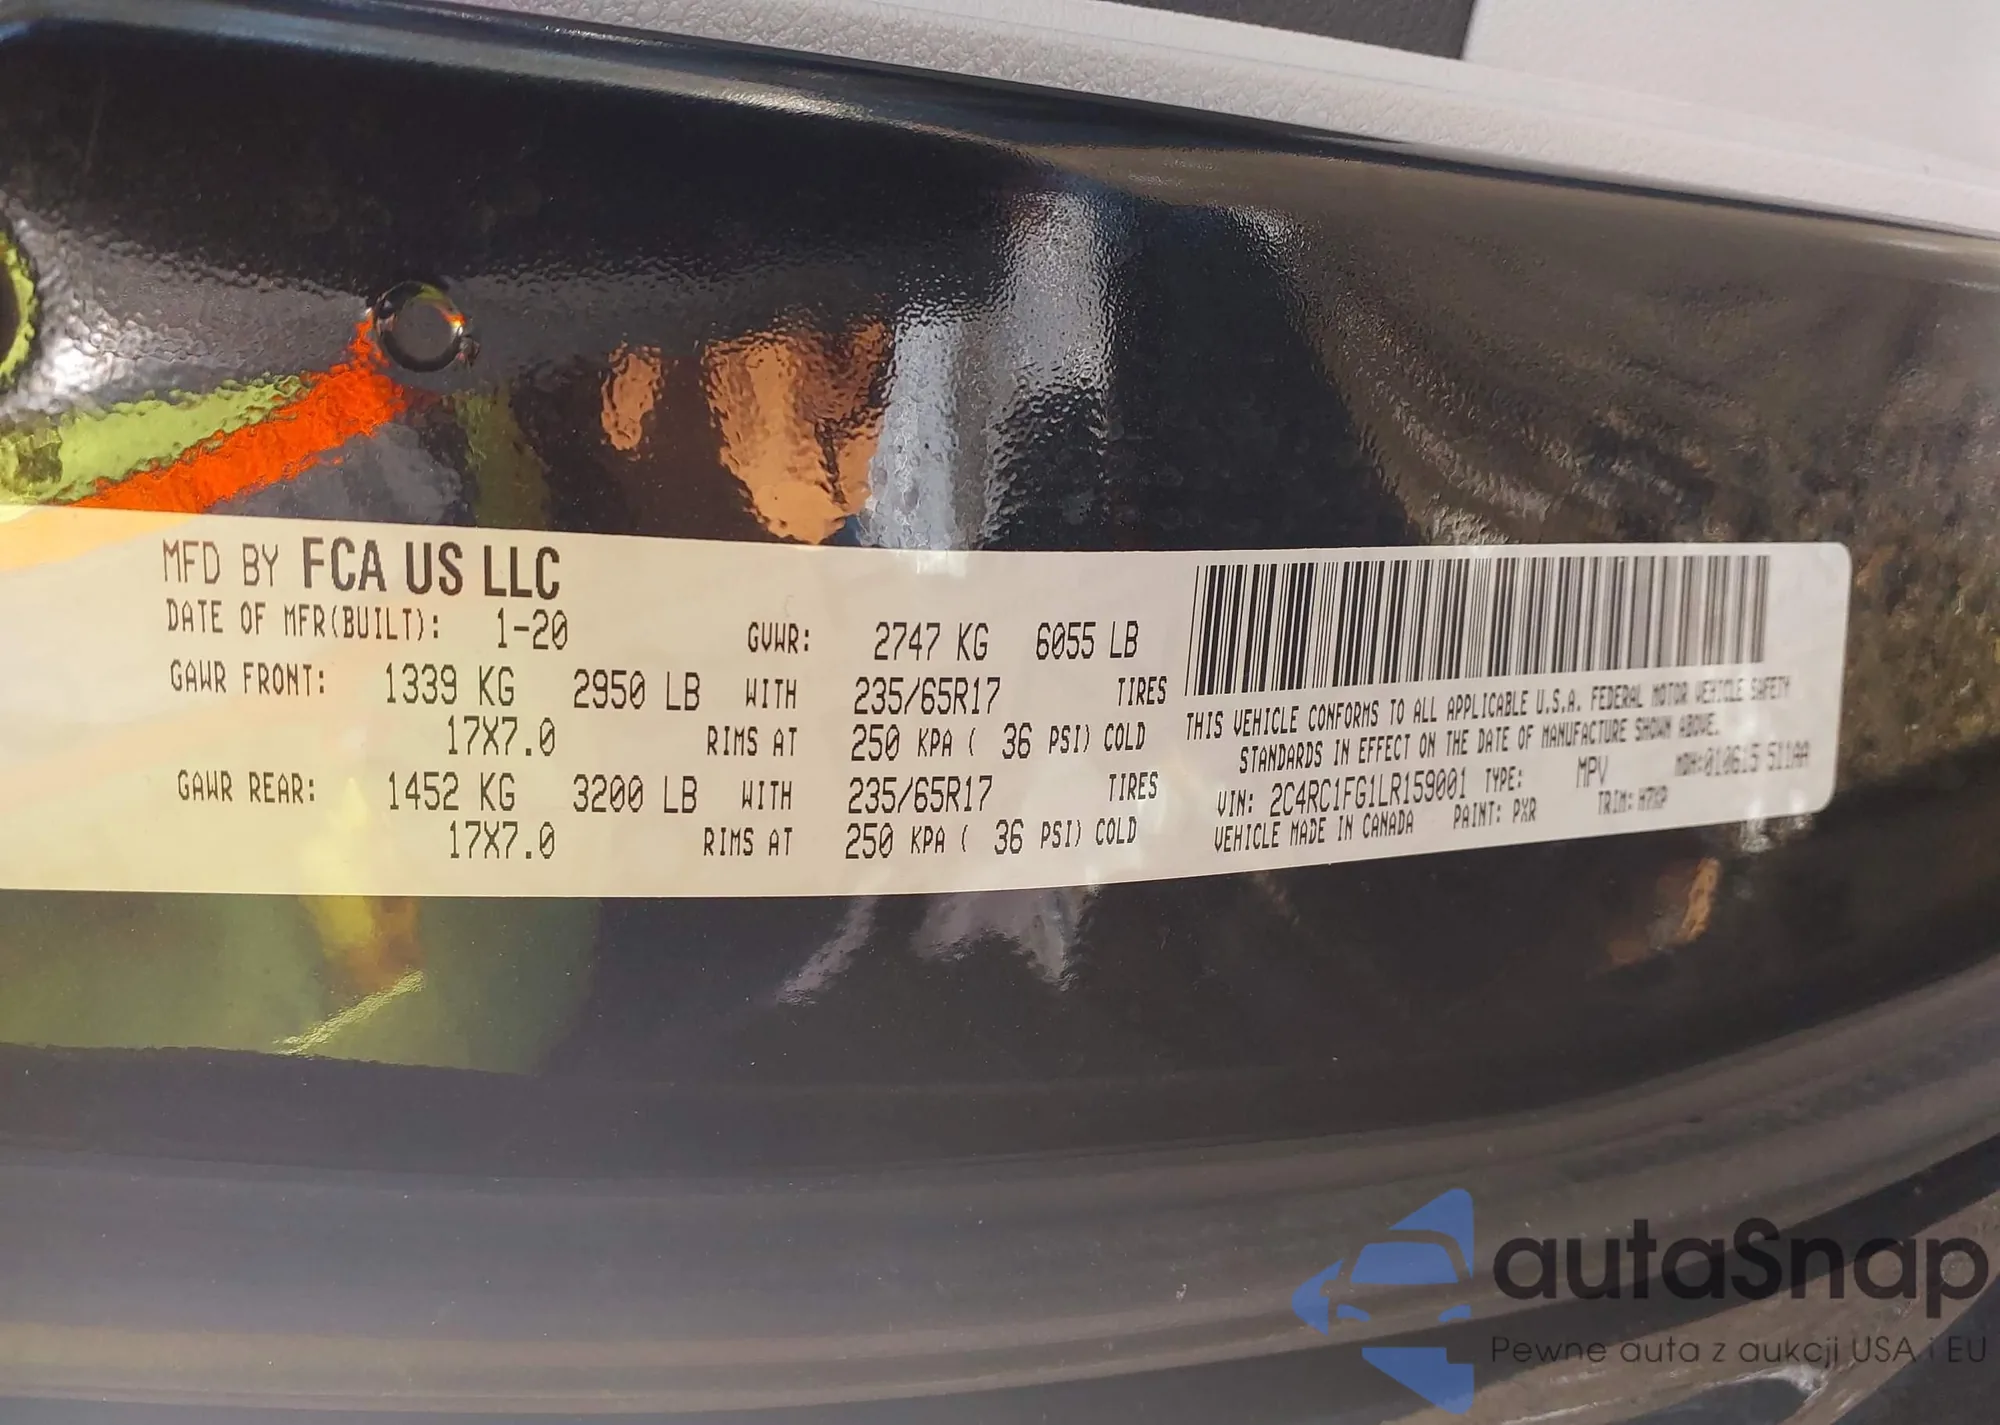 MFD BY FCA US LLC
DATE OF MFR(BUILT): 1-20 GVWR: 2747 KG 6055 LB
GAWR FRONT: 1339 KG 2950 LB WITH 235/65R17 TIRES
17X7.0 RIMS AT 250 KPA ( 36 PSI) COLD
GAWR REAR: 1452 KG 3200 LB WITH 235/65R17 TIRES
17X7.0 RIMS AT 250 KPA ( 36 PSI) COLD
THIS VEHICLE CONFORMS TO ALL APPLICABLE U.S.A. FEDERAL MOTOR VEHICLE SAFETY
STANDARDS IN EFFECT ON THE DATE OF MANUFACTURE SHOWN ABOVE.
VIN: 2C4RC1FG1LR159001 TYPE: MPV MDH:010615 511AA
VEHICLE MADE IN CANADA PAINT: PXR TRIM:
autaSnap
Pewne auta z aukcji USA i EU